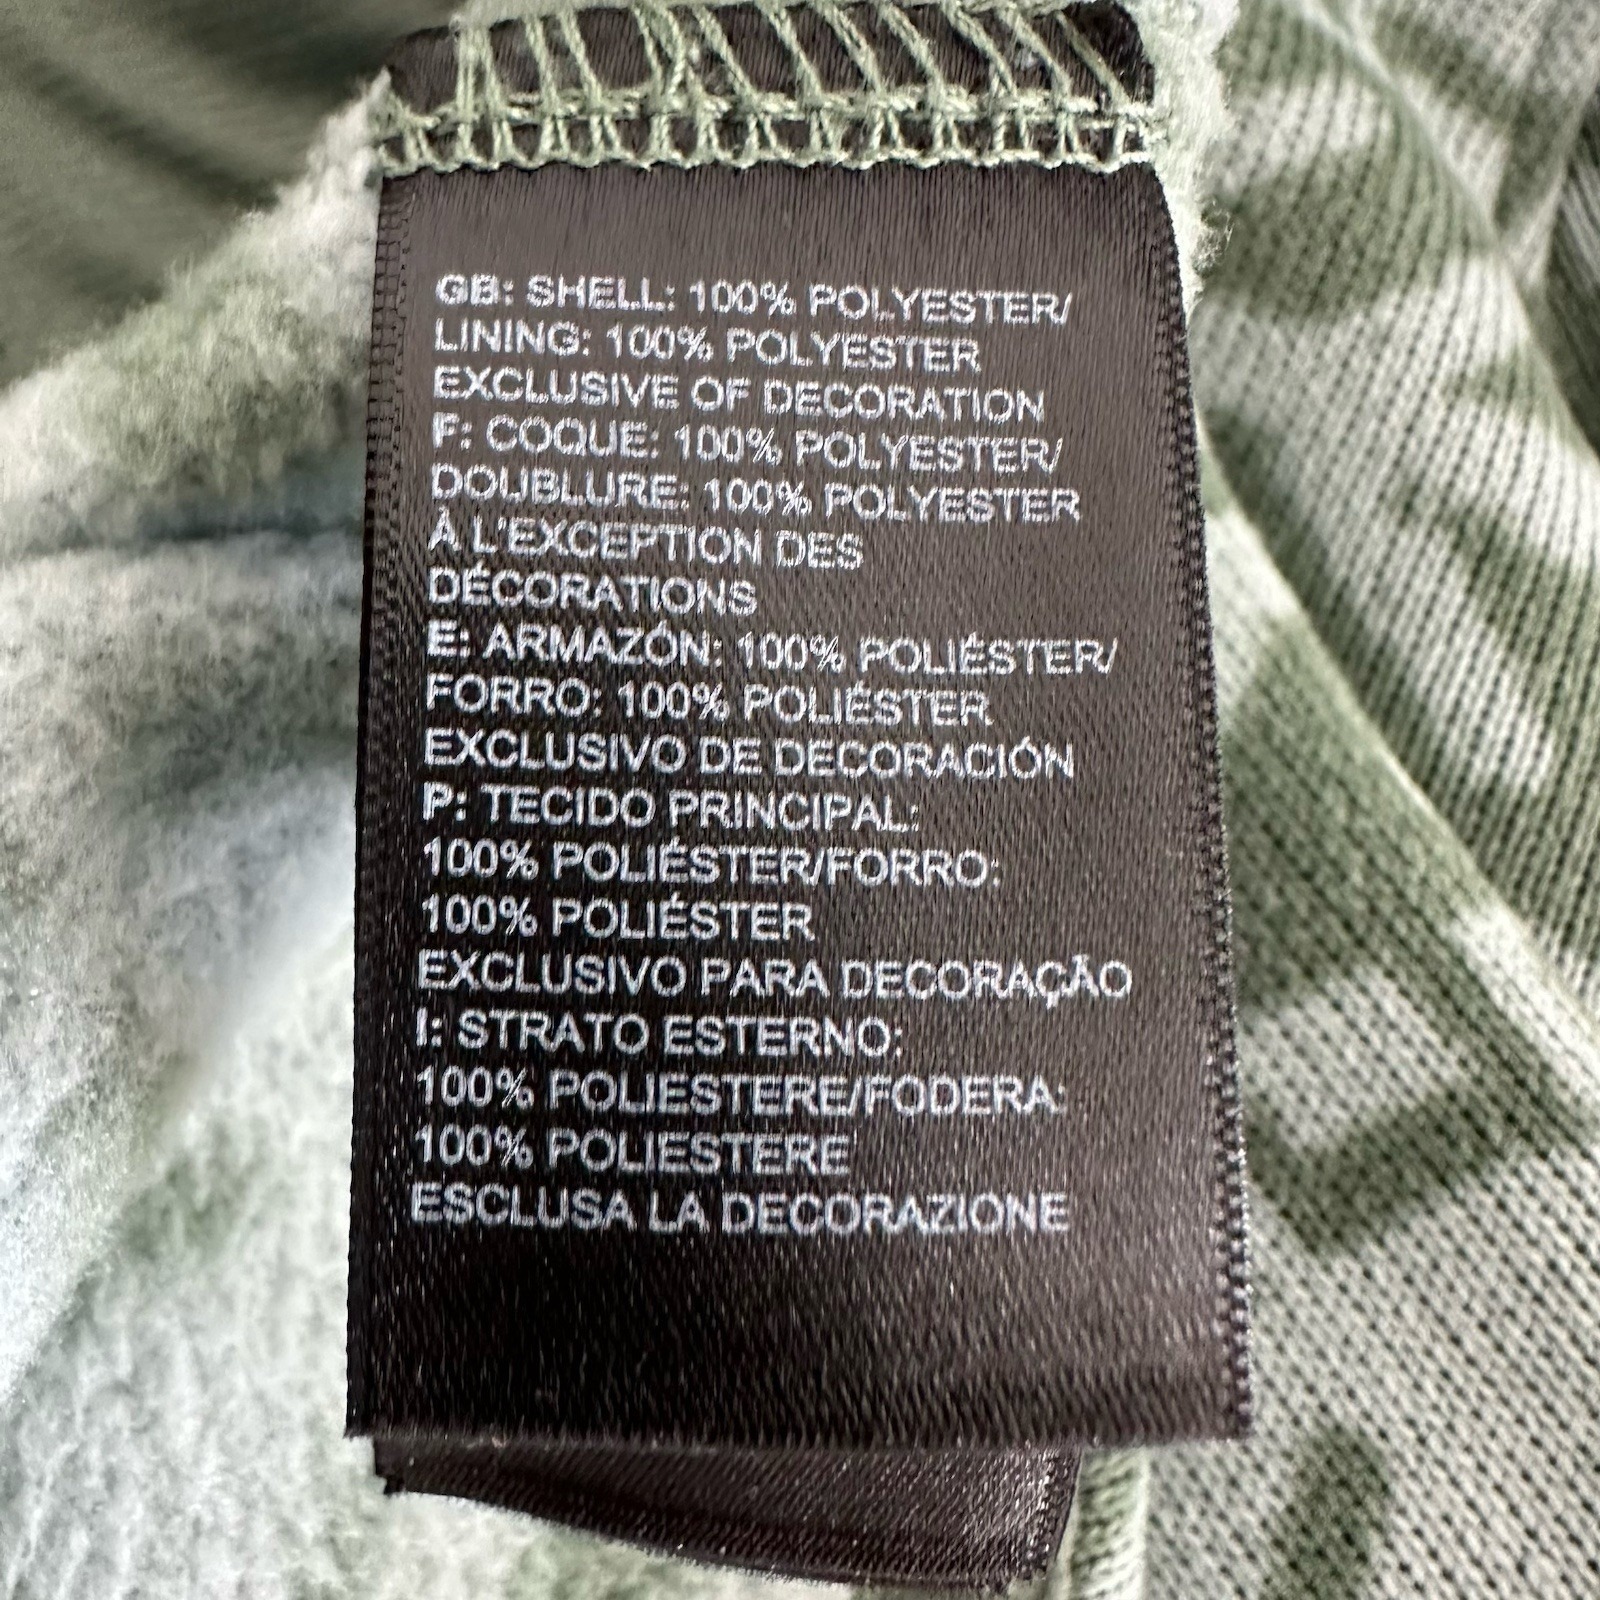 GB: SHELL: 100% POLYESTER/
LINING: 100% POLYESTER
EXCLUSIVE OF DECORATION
F: COQUE: 100% POLYESTER/
DOUBLURE: 100% POLYESTER
À L'EXCEPTION DES
DÉCORATIONS
E: ARMAZÓN: 100% POLIÉSTER/
FORRO: 100% POLIÉSTER
EXCLUSIVO DE DECORACIÓN
P: TECIDO PRINCIPAL:
100% POLIÉSTER/FORRO:
100% POLIÉSTER
EXCLUSIVO PARA DECORAÇÃO
I: STRATO ESTERNO:
100% POLIESTERE/FODERA:
100% POLIESTERE
ESCLUSA LA DECORAZIONE